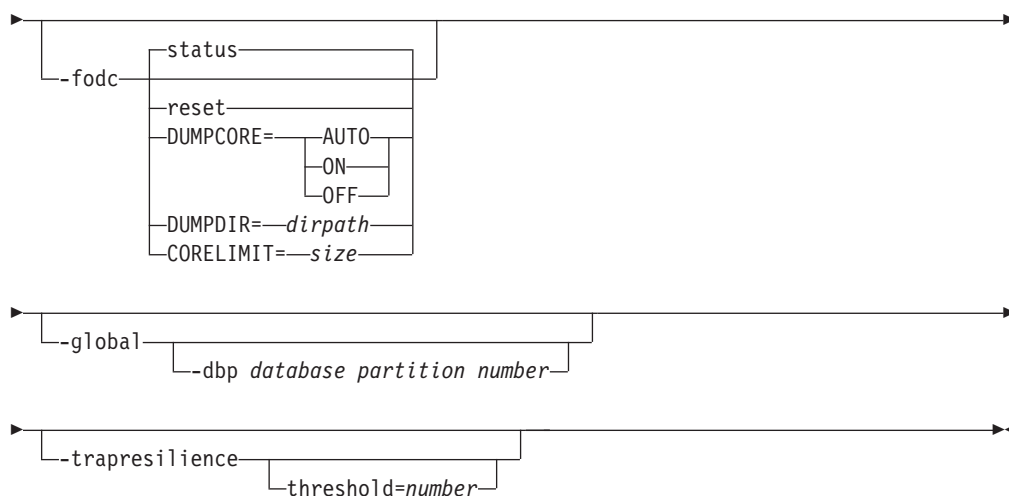 status
-fodc
reset
DUMPCORE= AUTO
ON
OFF
DUMPDIR= dirpath
CORELIMIT= size
-global
-dbp database partition number
-trapresilience
threshold=number